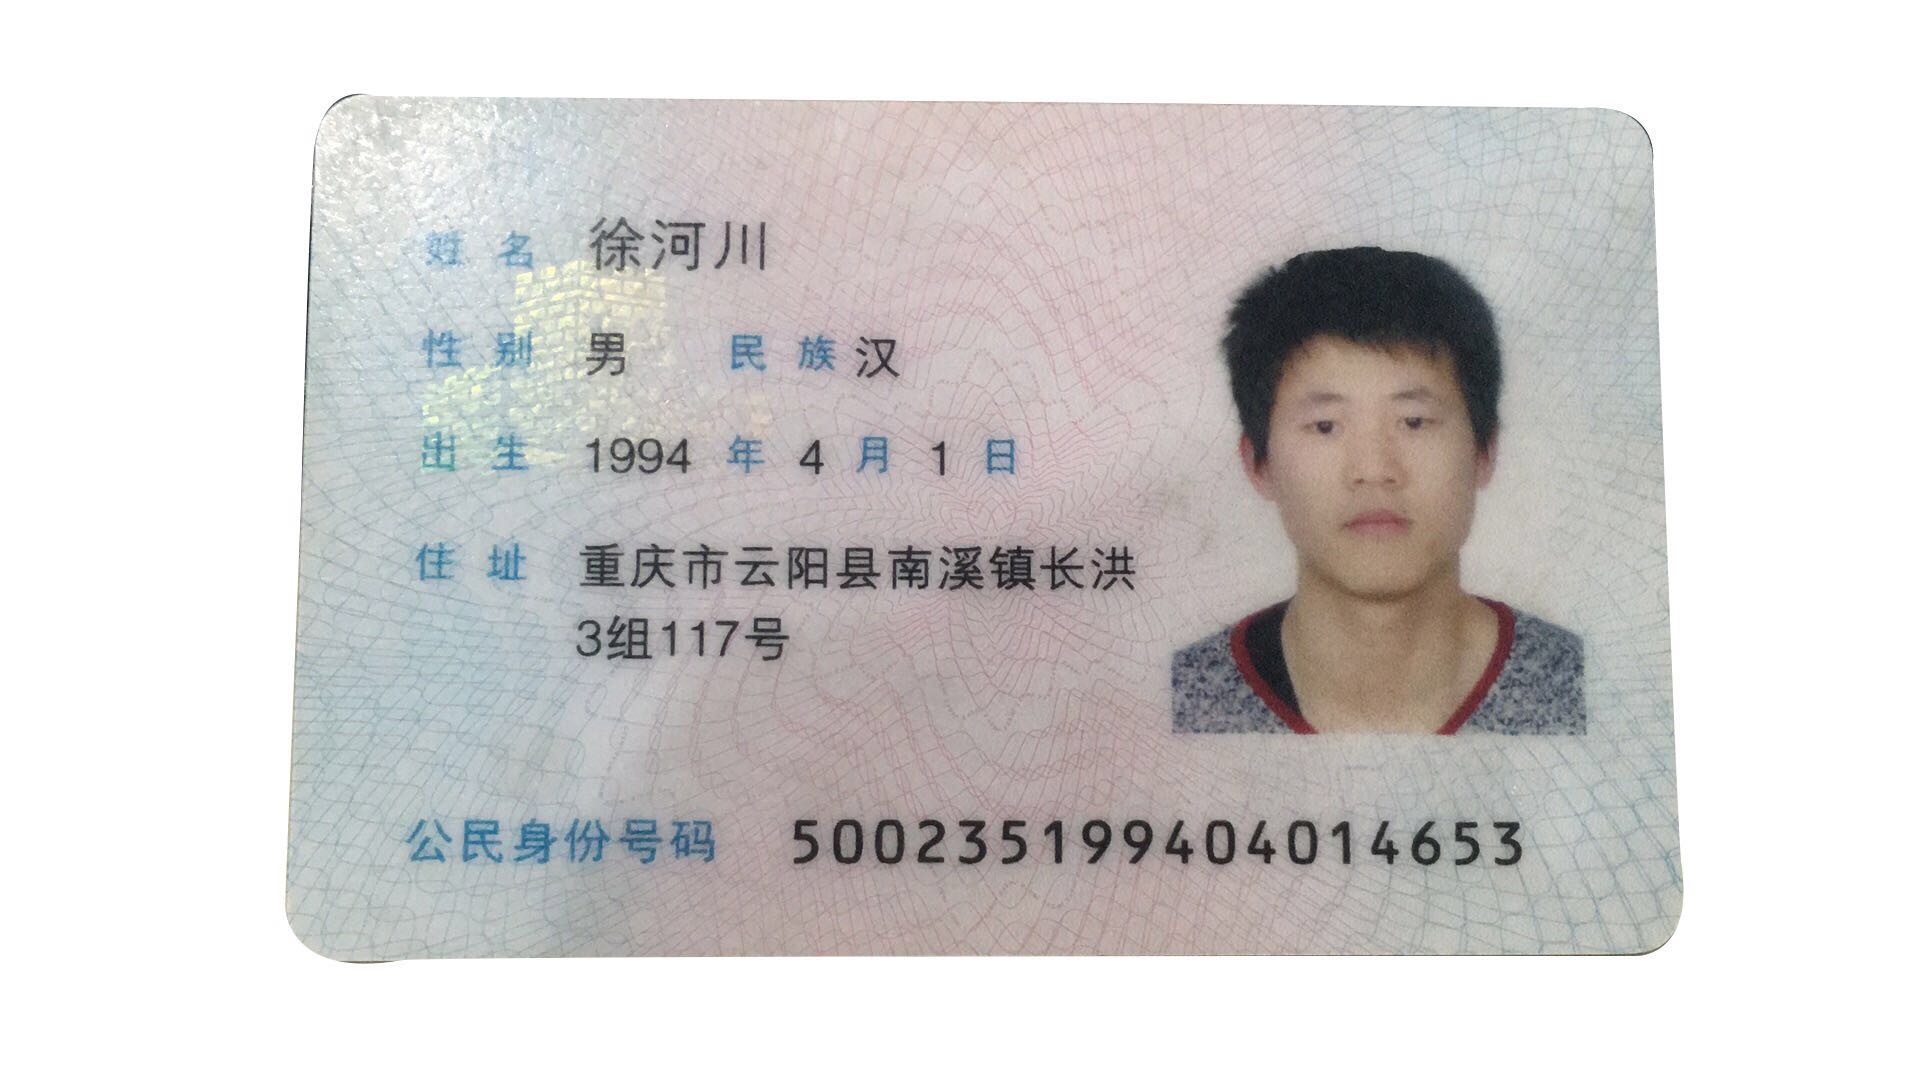 姓名 徐河川
性别 男 民族 汉
出生 1994 年 4 月 1 日
住址 重庆市云阳县南溪镇长洪
3组117号
公民身份号码 500235199404014653